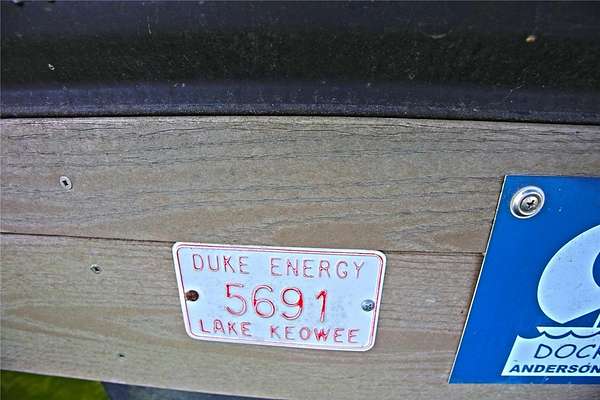 DUKE ENERGY
5691
LAKE KEOWEE
DOCK
ANDERSON